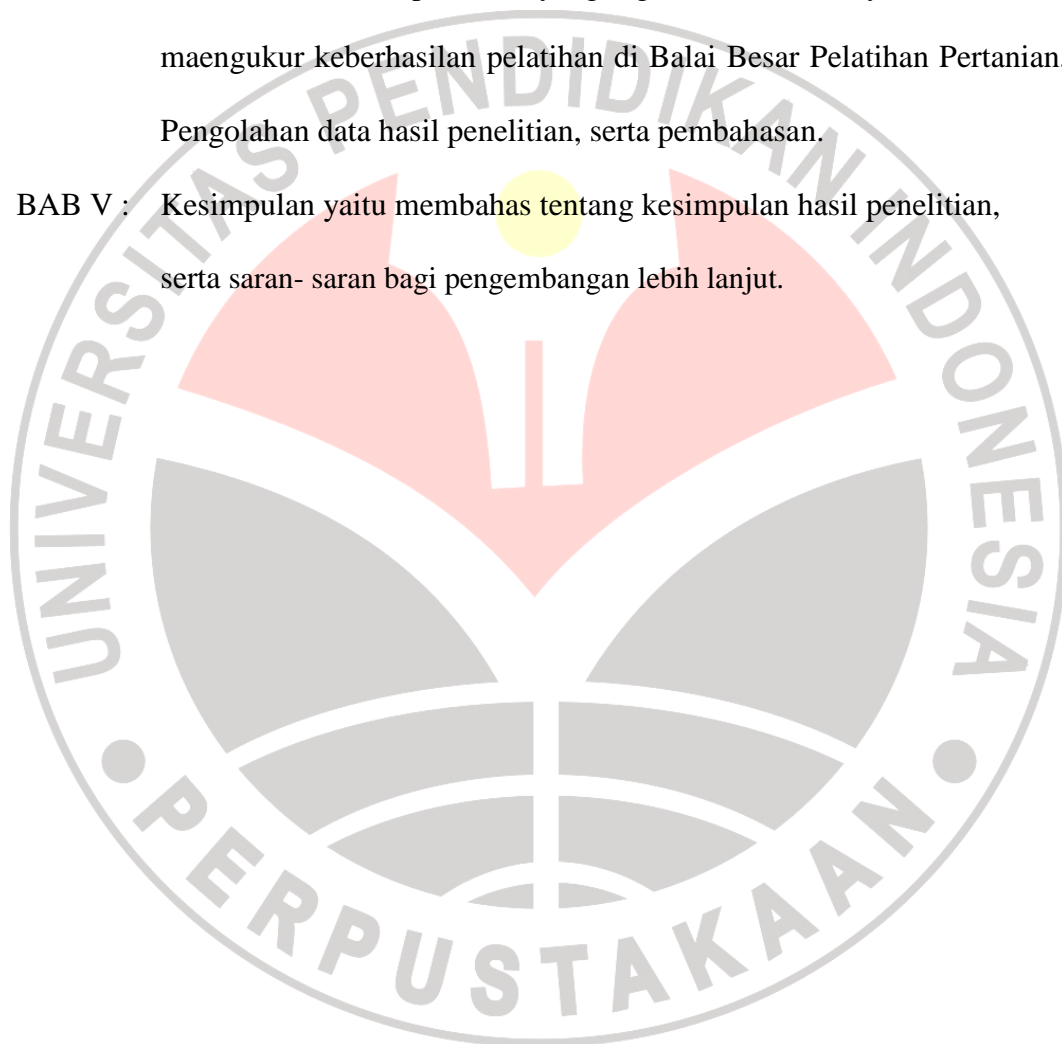 maengukur keberhasilan pelatihan di Balai Besar Pelatihan Pertanian.
Pengolahan data hasil penelitian, serta pembahasan.
BAB V : Kesimpulan yaitu membahas tentang kesimpulan hasil penelitian,
serta saran- saran bagi pengembangan lebih lanjut.
UNIVERSITAS PENDIDIKAN INDONESIA
PERPUSTAKAAN